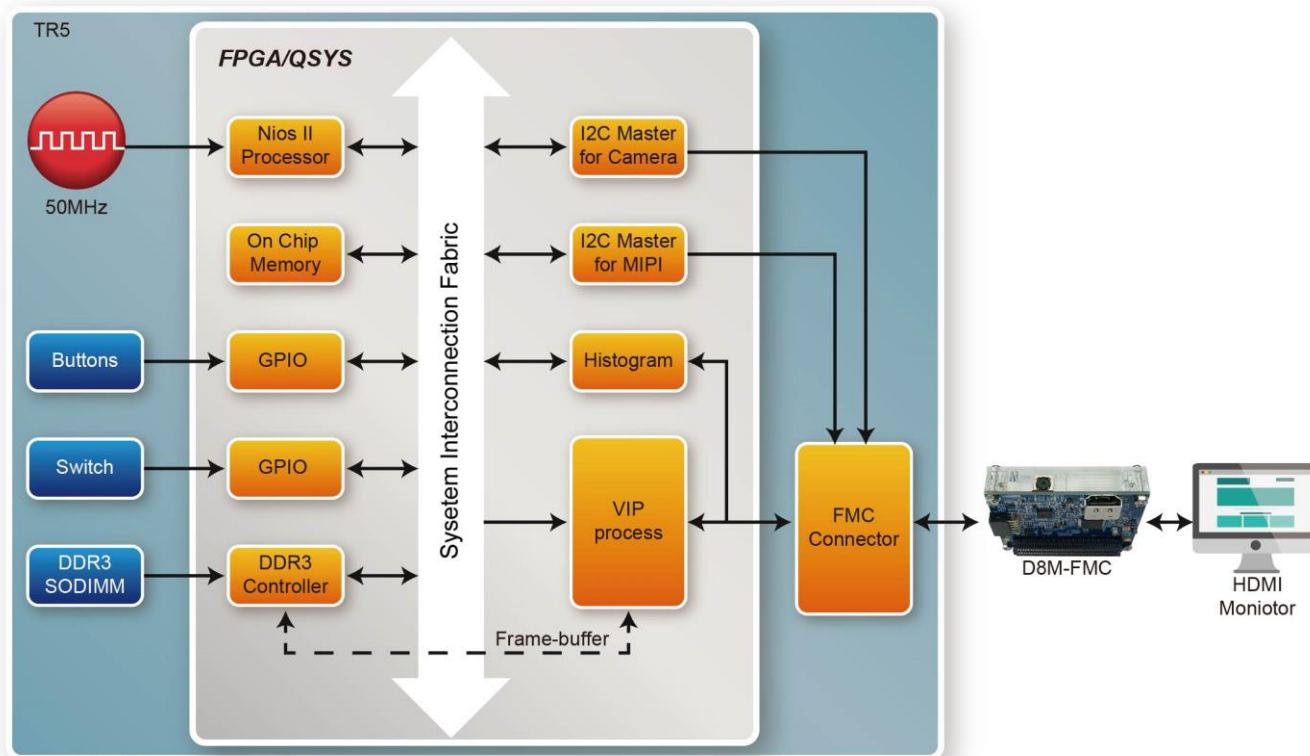 TR5
FPGA/QSYS
50MHz
Nios II
Processor
I2C Master
for Camera
On Chip
Memory
I2C Master
for MIPI
Sysetem Interconnection Fabric
Buttons
GPIO
Histogram
Switch
GPIO
VIP
process
FMC
Connector
DDR3
SODIMM
DDR3
Controller
Frame-buffer
D8M-FMC
HDMI
Moniotor